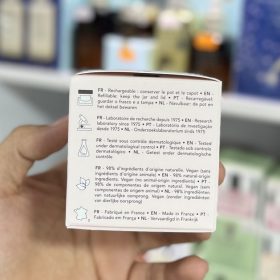 FR - Rechargeable : conserver le pot et le capot • EN -
Refillable: keep the jar and lid • PT - Recarregável:
guardar o frasco e a tampa • NL - Navulbaar: de pot en
het deksel bewaren
FR - Laboratoire de recherche depuis 1975 • EN - Research
laboratory since 1975 • PT - Laboratório de investigação
desde 1975 • NL - Onderzoekslaboratorium sinds 1975
FR - Testé sous contrôle dermatologique • EN - Tested
under dermatological control • PT - Testado sob controlo
dermatológico • NL - Getest onder dermatologische
controle.
FR - 98% d'ingrédients d'origine naturelle. Vegan (sans
ingrédients d'origine animale) • EN - 98% natural-origin
ingredients. Vegan (no animal-origin ingredients) • PT -
98% de componentes de origem natural. Vegan (sem
componentes de origem animal) • NL - 98% ingrediënten
van natuurlijke oorsprong. Vegan (zonder ingrediënten
van dierlijke oorsprong)
FR - Fabriqué en France • EN - Made in France • PT -
Fabricado em França • NL - Vervaardigd in Frankrijk